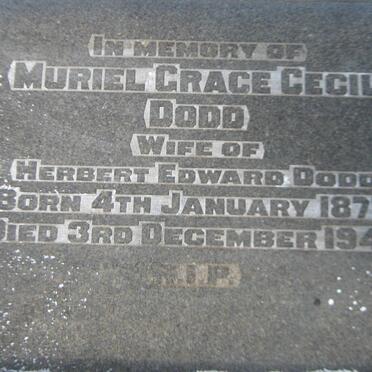 IN MEMORY OF
MURIEL GRACE CECIL
DODD
WIFE OF
HERBERT EDWARD DODD
BORN 4TH JANUARY 187
DIED 3RD DECEMBER 194
R.I.P.